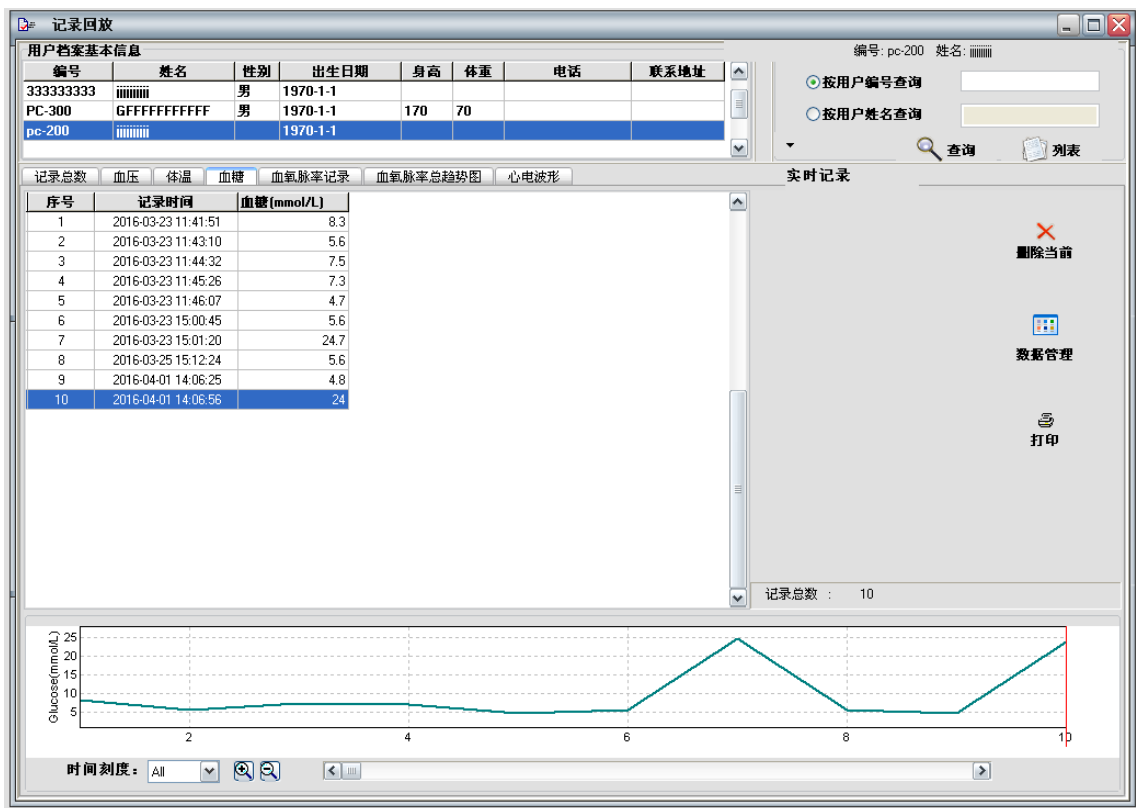 记录回放
用户档案基本信息
编号: pc-200 姓名: iiiiiiiiii
编号 姓名 性别 出生日期 身高 体重 电话 联系地址
333333333 iiiiiiiiii 男 1970-1-1
PC-300 GFFFFFFFFFFF 男 1970-1-1 170 70
pc-200 iiiiiiiiii 1970-1-1
按用户编号查询
按用户姓名查询
查询 列表
记录总数 血压 体温 血糖 血氧脉率记录 血氧脉率总趋势图 心电波形
实时记录
序号 记录时间 血糖(mmol/L)
1 2016-03-23 11:41:51 8.3
2 2016-03-23 11:43:10 5.6
3 2016-03-23 11:44:32 7.5
4 2016-03-23 11:45:26 7.3
5 2016-03-23 11:46:07 4.7
6 2016-03-23 15:00:45 5.6
7 2016-03-23 15:01:20 24.7
8 2016-03-25 15:12:24 5.6
9 2016-04-01 14:06:25 4.8
10 2016-04-01 14:06:56 24
删除当前
数据管理
打印
记录总数 : 10
Glucose(mmol/L)
25
20
15
10
5
2 4 6 8 10
时间刻度: All